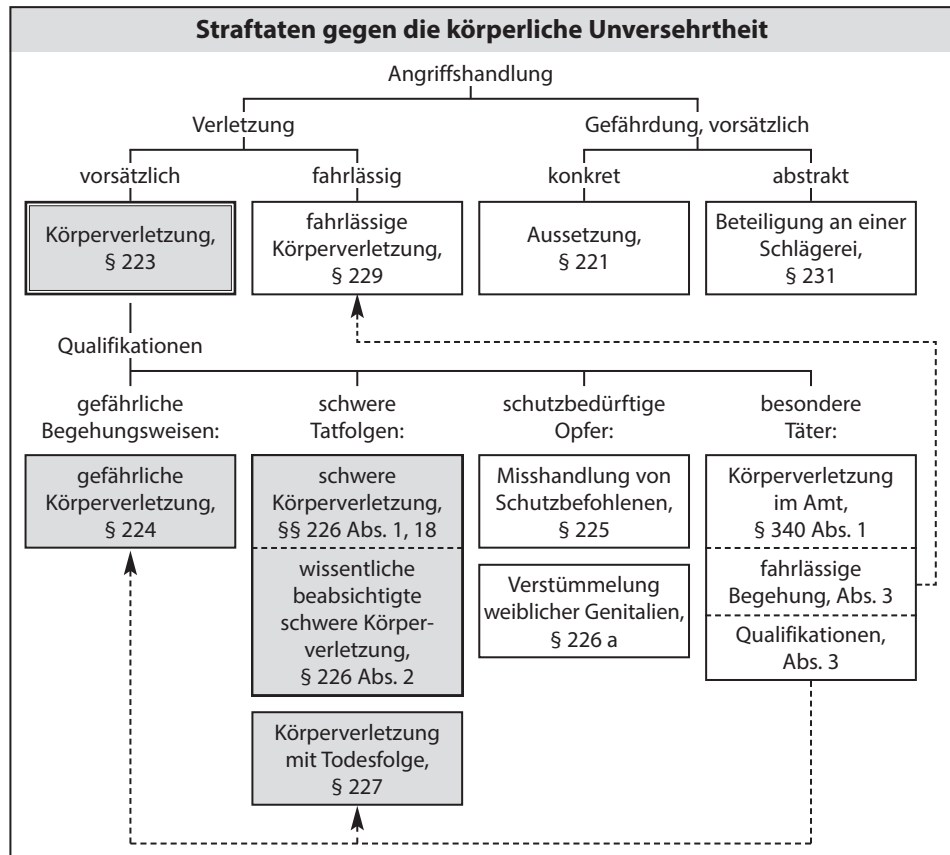 Straftaten gegen die körperliche Unversehrtheit
Angriffshandlung
Verletzung
Gefährdung, vorsätzlich
vorsätzlich
fahrlässig
konkret
abstrakt
Körperverletzung,
§ 223
fahrlässige
Körperverletzung,
§ 229
Aussetzung,
§ 221
Beteiligung an einer
Schlägerei,
§ 231
Qualifikationen
gefährliche
Begehungsweisen:
schwere
Tatfolgen:
schutzbedürftige
Opfer:
besondere
Täter:
gefährliche
Körperverletzung,
§ 224
schwere
Körperverletzung,
§§ 226 Abs. 1, 18
wissentliche
beabsichtigte
schwere Körper-
verletzung,
§ 226 Abs. 2
Körperverletzung
mit Todesfolge,
§ 227
Misshandlung von
Schutzbefohlenen,
§ 225
Verstümmelung
weiblicher Genitalien,
§ 226 a
Körperverletzung
im Amt,
§ 340 Abs. 1
fahrlässige
Begehung, Abs. 3
Qualifikationen,
Abs. 3